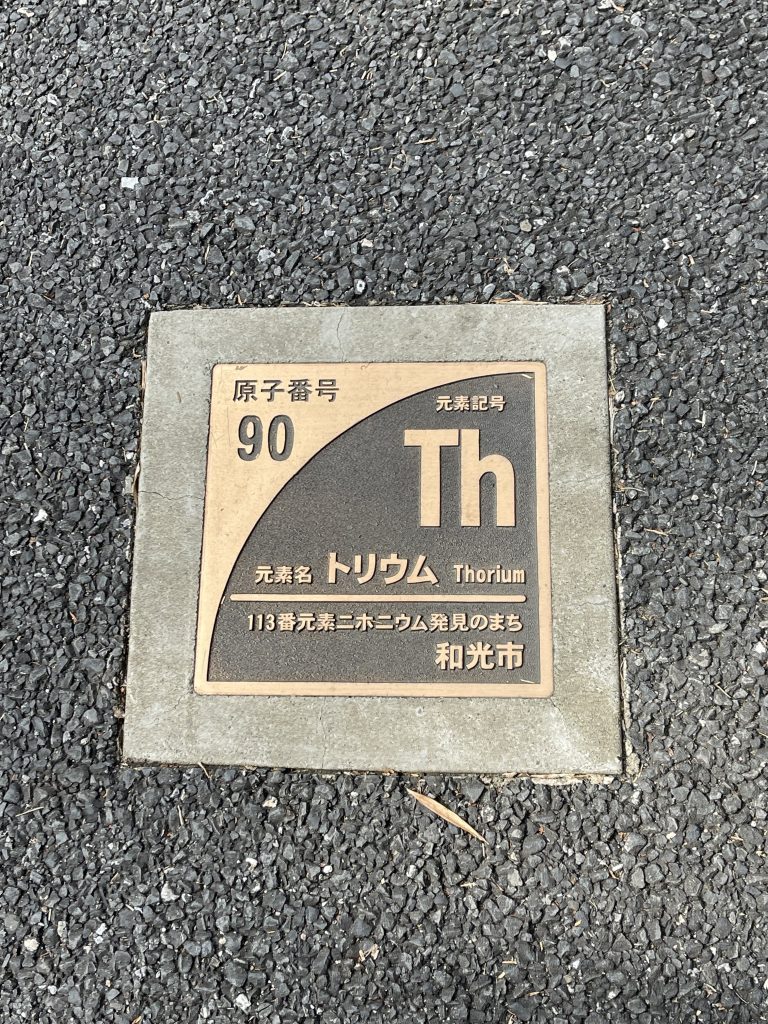 原子番号
90
元素記号
Th
元素名 トリウム Thorium
113番元素ニホニウム発見のまち
和光市